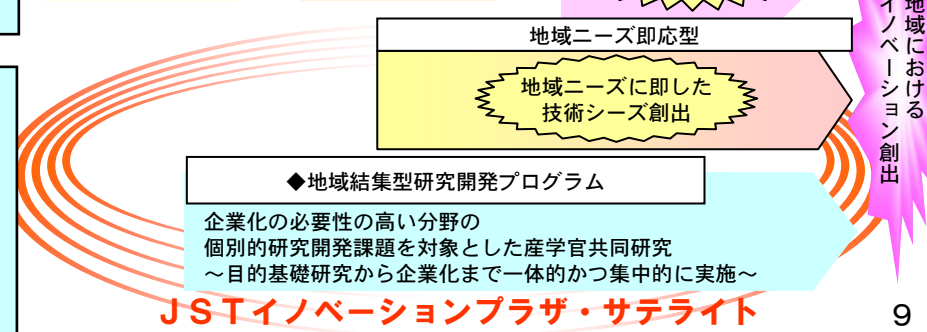 地域ニーズ即応型
地域ニーズに即した
技術シーズ創出
◆地域結集型研究開発プログラム
企業化の必要性の高い分野の
個別的研究開発課題を対象とした産学官共同研究
～目的基礎研究から企業化まで一体的かつ集中的に実施～
JSTイノベーションプラザ・サテライト
地域における
イノベーション創出
9